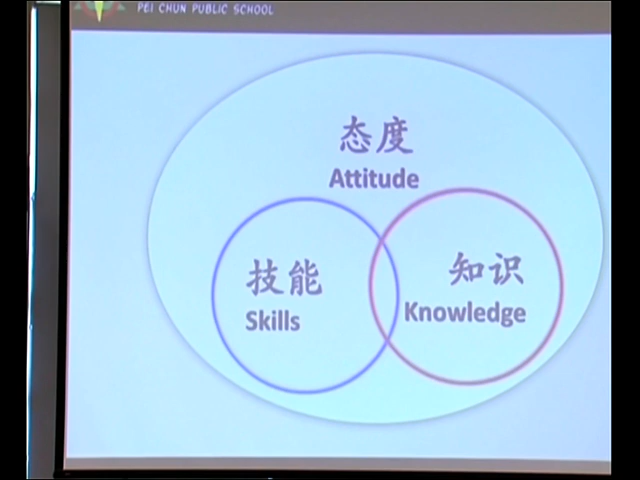 PEI CHUN PUBLIC SCHOOL
态度
Attitude
技能
Skills
知识
Knowledge